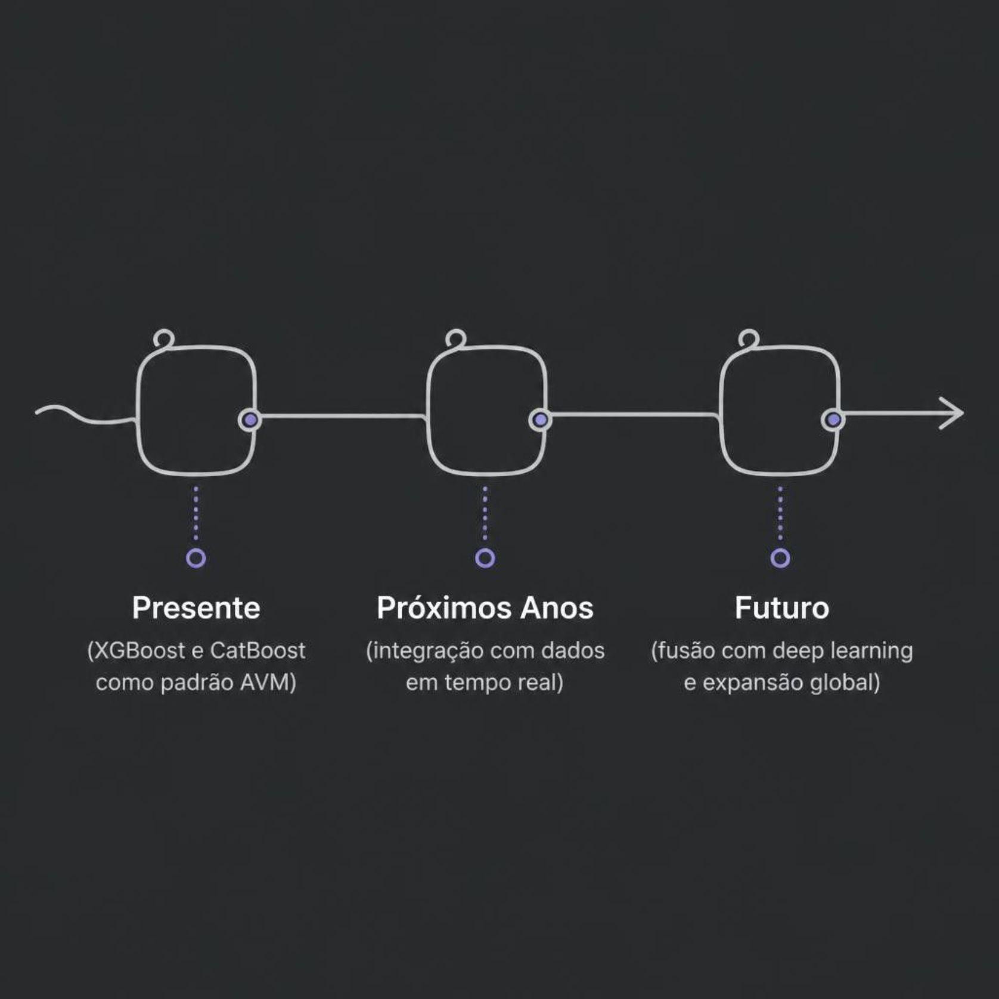 Presente
(XGBoost e CatBoost
como padrão AVM)
Próximos Anos
(integração com dados
em tempo real)
Futuro
(fusão com deep learning
e expansão global)